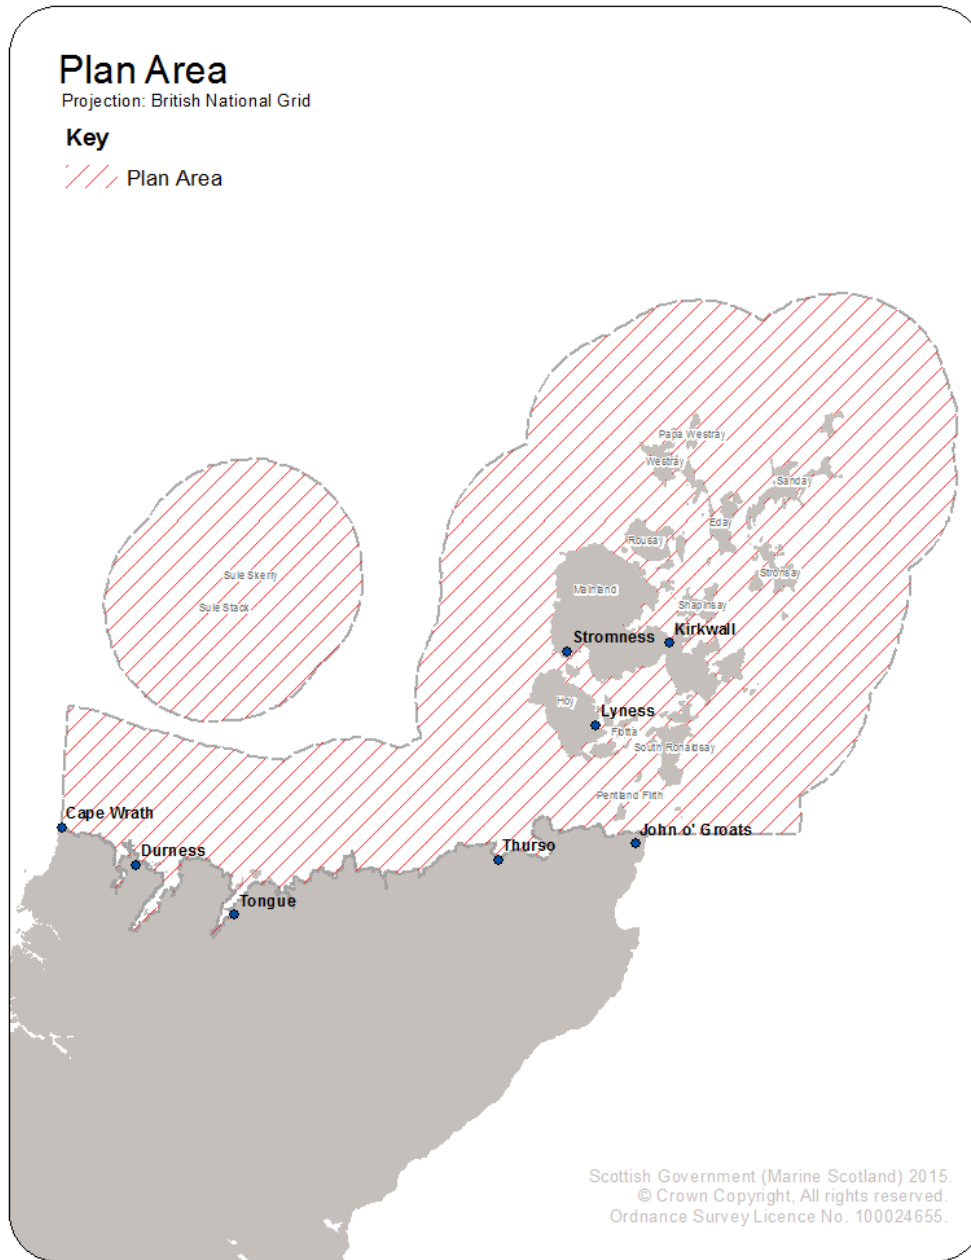 Plan Area
Projection: British National Grid
Key
Plan Area
Papa Westray
Westray
Sanday
Eday
Rousay
Stronsay
Sule Skerry
Mainland
Sule Stack
Shapinsay
Kirkwall
Stromness
Hoy
Lyness
Flotta
South Ronaldsay
Pentland Firth
Cape Wrath
John o' Groats
Thurso
Durness
Tongue
Scottish Government (Marine Scotland) 2015.
© Crown Copyright, All rights reserved.
Ordnance Survey Licence No. 100024655.